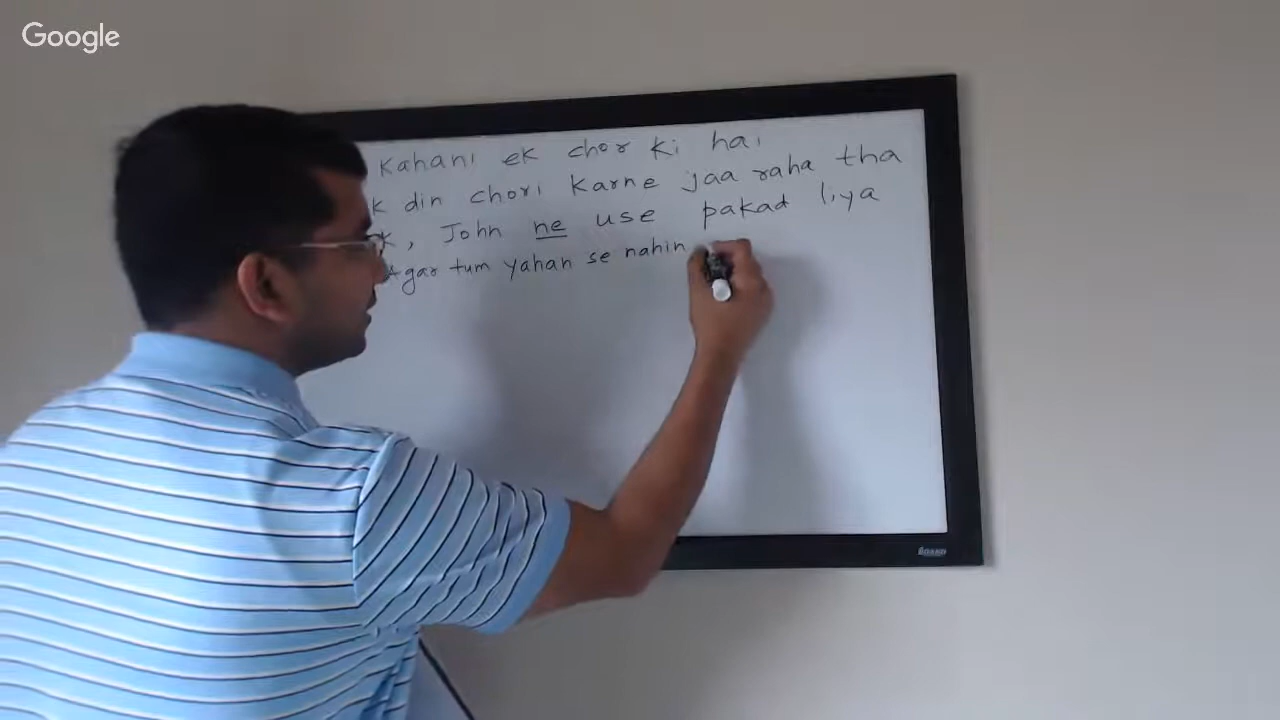 Google
Kahani ek chor ki hai
k din chori karne jaa raha tha
k, John ne use pakad liya
Agar tum yahan se nahin